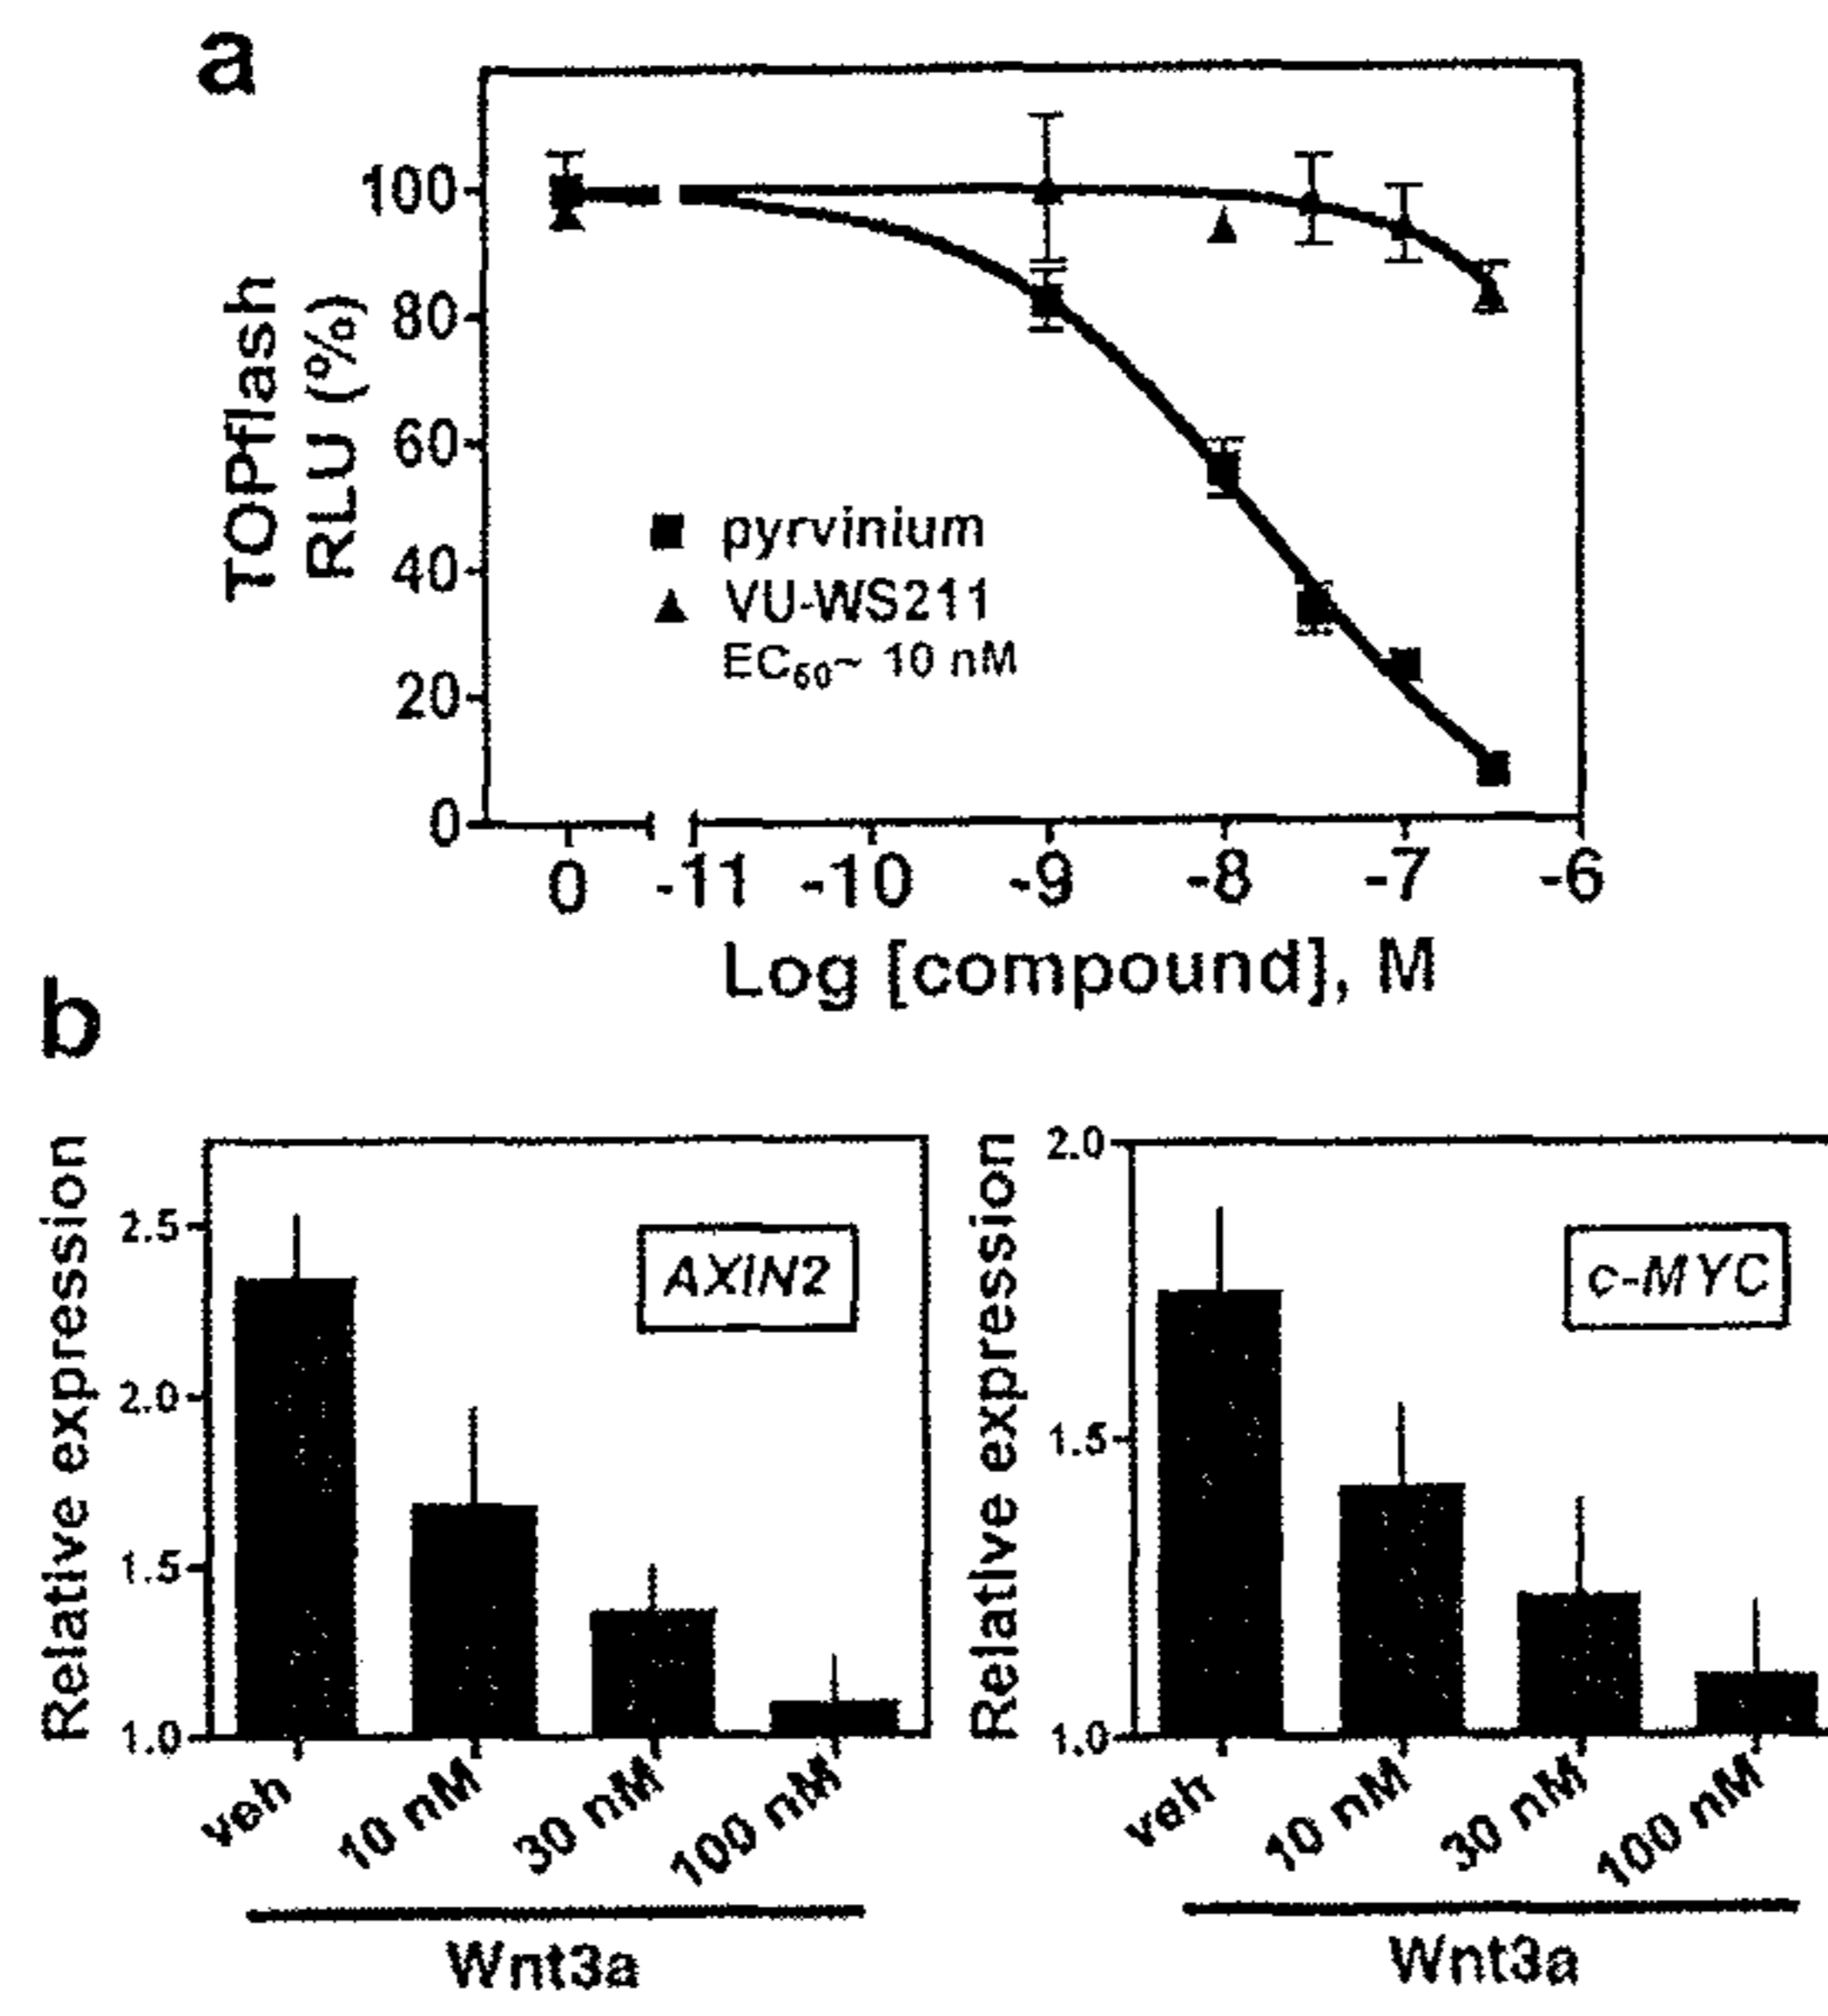 a
TOPflash
RLU (%)
100
80
60
40
20
0
pyrvinium
VU-WS211
EC50~ 10 nM
0 -11 -10 -9 -8 -7 -6
Log [compound], M
b
Relative expression
2.5
2.0
1.5
1.0
AXIN2
veh 10 nM 30 nM 100 nM
Wnt3a
Relative expression
2.0
1.5
1.0
c-MYC
veh 10 nM 30 nM 100 nM
Wnt3a